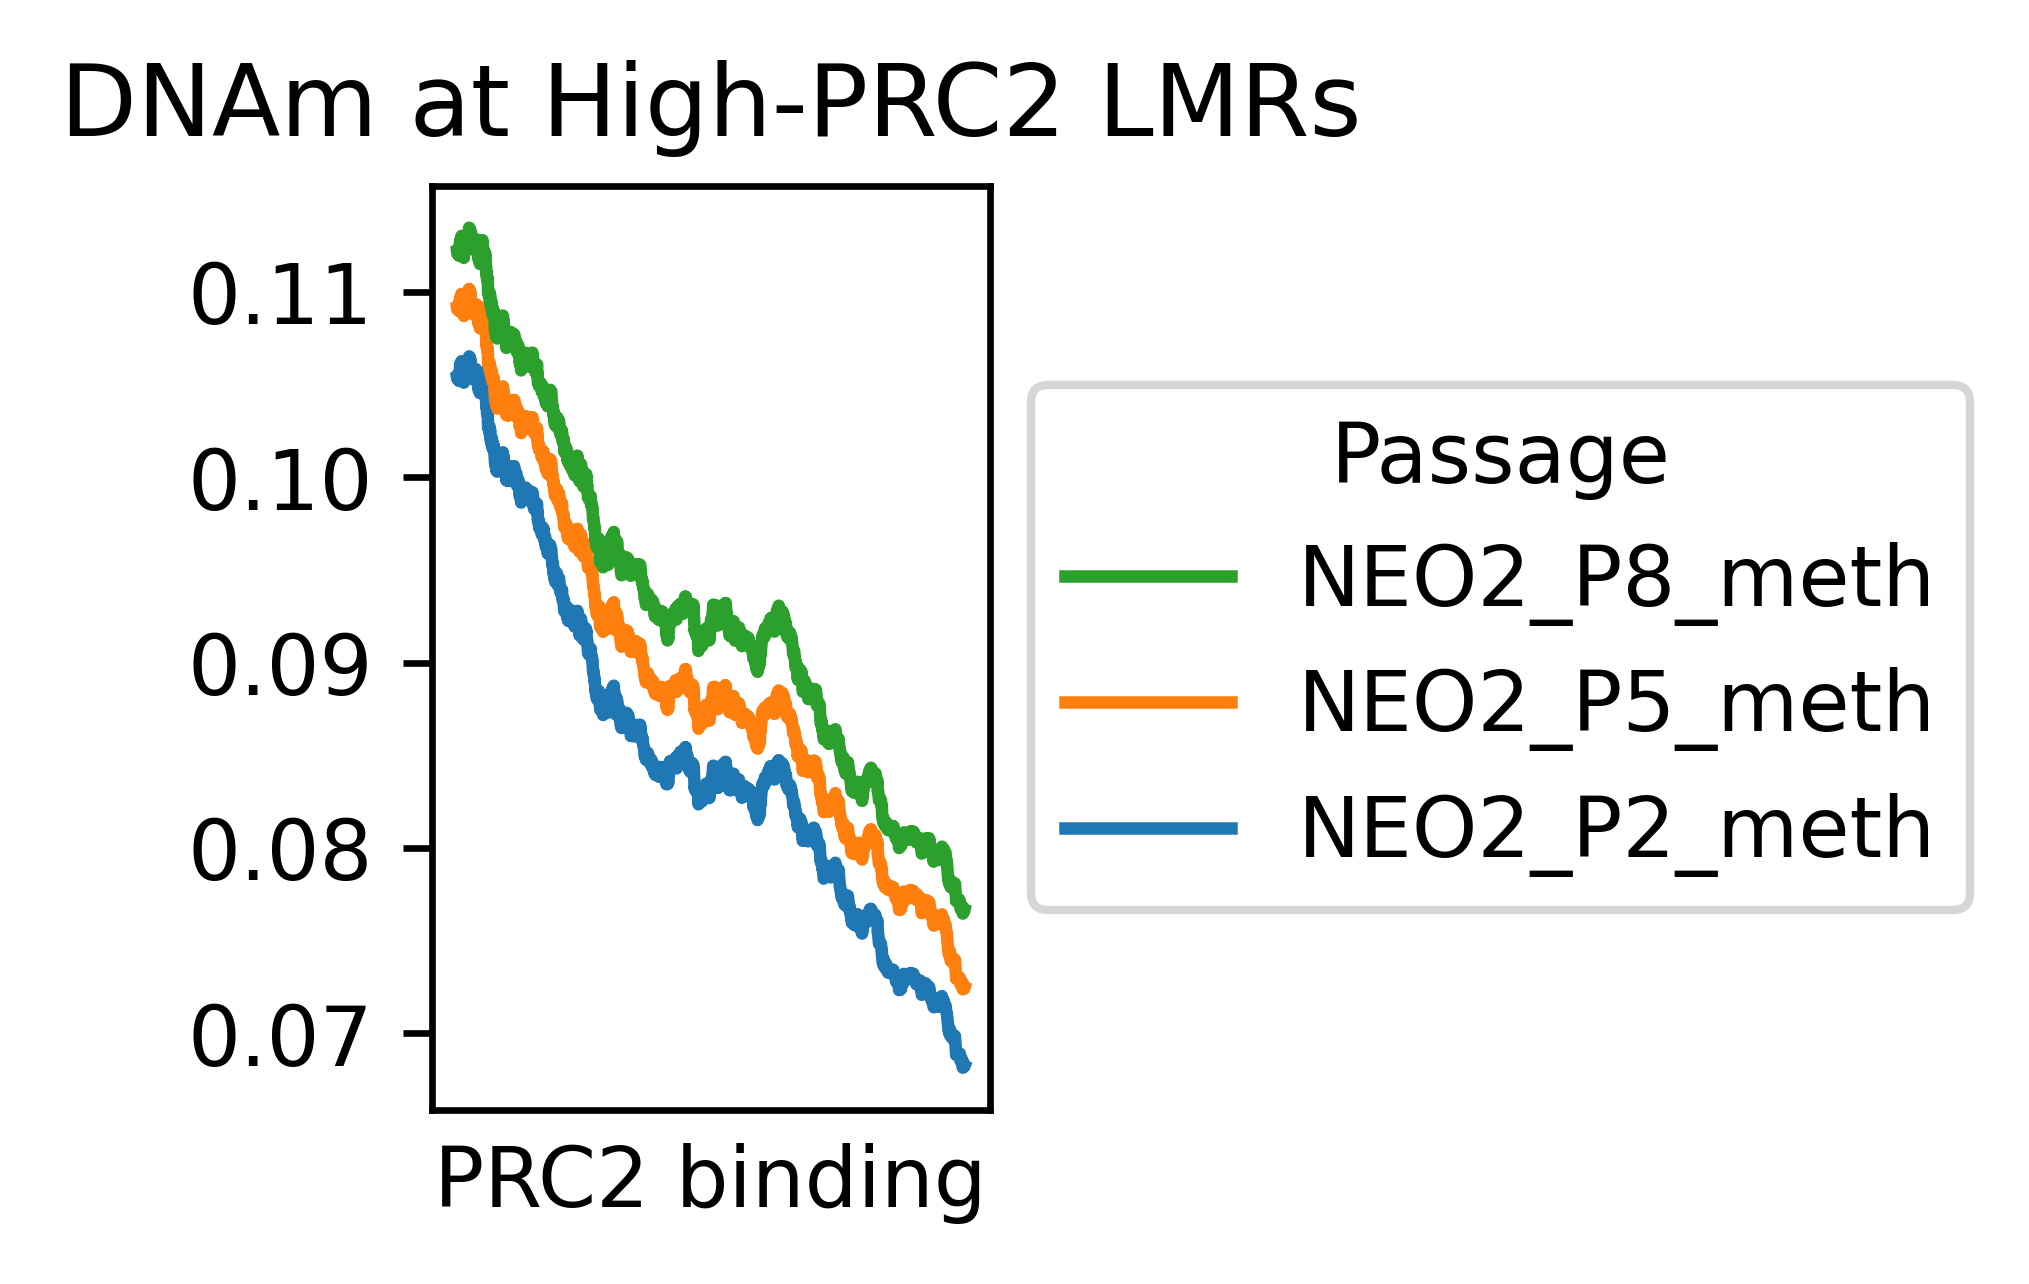 DNAm at High-PRC2 LMRs
0.11
0.10
0.09
0.08
0.07
PRC2 binding
Passage
NEO2_P8_meth
NEO2_P5_meth
NEO2_P2_meth